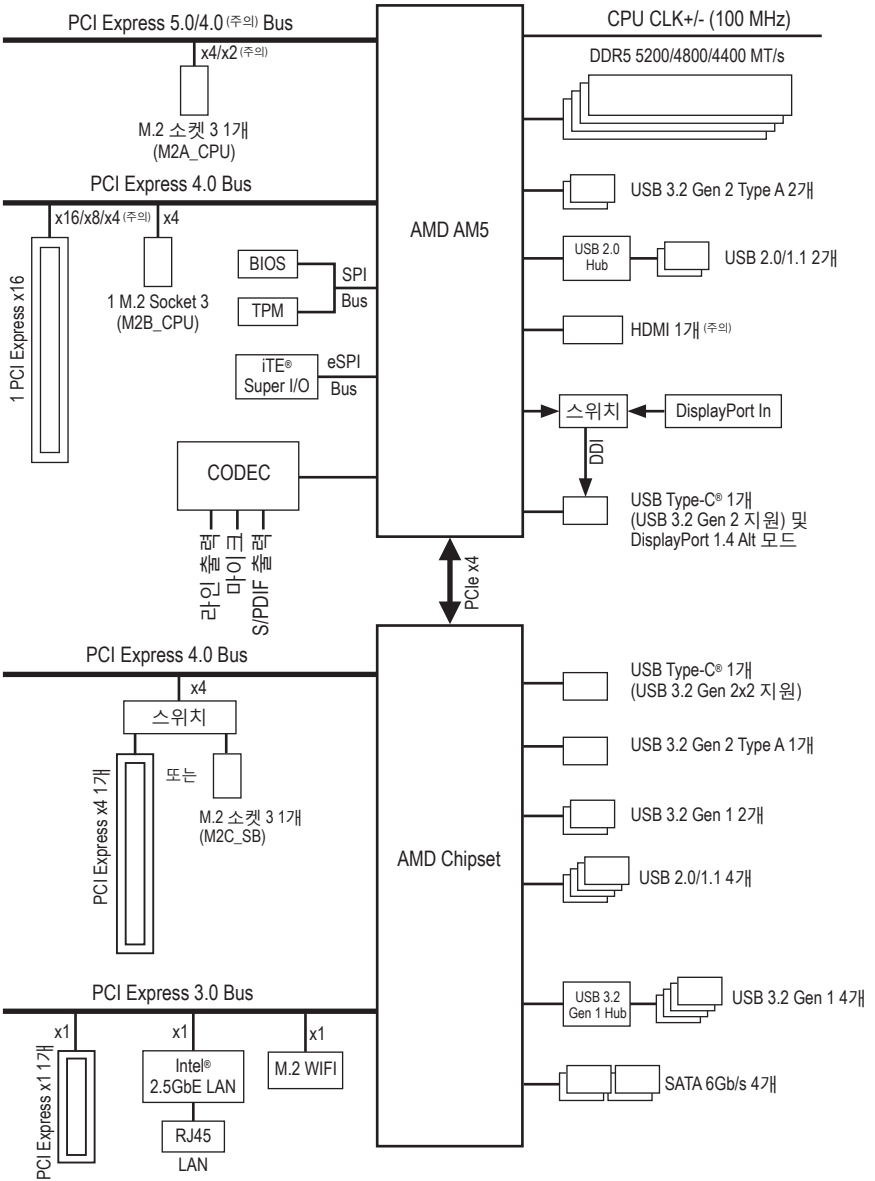 PCI Express 5.0/4.0 (주의) Bus
x4/x2 (주의)
M.2 소켓 3 1개
(M2A_CPU)
PCI Express 4.0 Bus
x16/x8/x4 (주의)
x4
1 PCI Express x16
1 M.2 Socket 3
(M2B_CPU)
BIOS
TPM
SPI
Bus
iTE®
Super I/O
eSPI
Bus
CODEC
라인 출력
마이크
S/PDIF 출력
AMD AM5
CPU CLK+/- (100 MHz)
DDR5 5200/4800/4400 MT/s
USB 3.2 Gen 2 Type A 2개
USB 2.0
Hub
USB 2.0/1.1 2개
HDMI 1개 (주의)
스위치
DisplayPort In
DDI
USB Type-C® 1개
(USB 3.2 Gen 2 지원) 및
DisplayPort 1.4 Alt 모드
PCIe x4
PCI Express 4.0 Bus
x4
스위치
PCI Express x4 1개
또는
M.2 소켓 3 1개
(M2C_SB)
PCI Express 3.0 Bus
x1
x1
x1
PCI Express x1 1개
Intel®
2.5GbE LAN
RJ45
LAN
M.2 WIFI
AMD Chipset
USB Type-C® 1개
(USB 3.2 Gen 2x2 지원)
USB 3.2 Gen 2 Type A 1개
USB 3.2 Gen 1 2개
USB 2.0/1.1 4개
USB 3.2
Gen 1 Hub
USB 3.2 Gen 1 4개
SATA 6Gb/s 4개